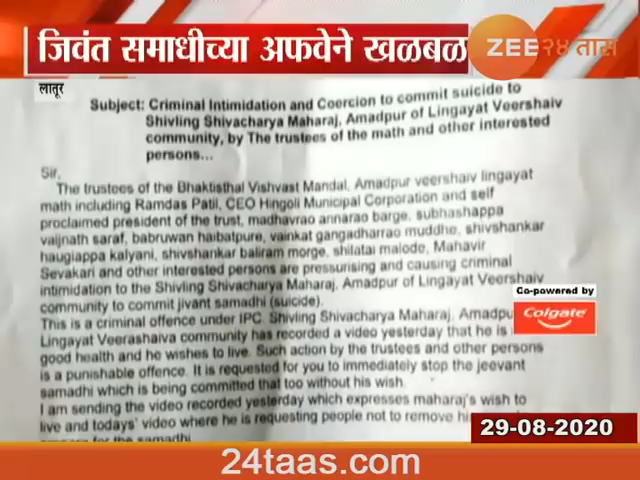 जिवंत समाधीच्या अफवेने खळबळ
ZEE २४ तास
लातूर
Subject: Criminal Intimidation and Coercion to commit suicide to
Shivling Shivacharya Maharaj, Amadpur of Lingayat Veershaiv
community, by The trustees of the math and other interested
persons...
Sir,
The trustees of the Bhaktisthal Vishvast Mandal, Amadpur veershaiv lingayat
math including Ramdas Patil, CEO Hingoli Municipal Corporation and self
proclaimed president of the trust, madhavrao annarao barge, subhashappa
vaijnath saraf, babruwan haibatpure, vainkat gangadharrao muddhe, shivshankar
haugiappa kalyani, shivshankar baliram morge, shilatai malode, Mahavir
Sevakari and other interested persons are pressurising and causing criminal
intimidation to the Shivling Shivacharya Maharaj, Amadpur of Lingayat Veershaiv
community to commit jivant samadhi (suicide).
This is a criminal offence under IPC. Shivling Shivacharya Maharaj, Amadpu
Lingayat Veerashaiva community has recorded a video yesterday that he is
good health and he wishes to live. Such action by the trustees and other persons
is a punishable offence. It is requested for you to immediately stop the jeevant
samadhi which is being committed that too without his wish.
I am sending the video recorded yesterday which expresses maharaj's wish to
live and todays' video where he is requesting people not to remove his
for the samadhi
Co-powered by
Colgate
29-08-2020
24taas.com